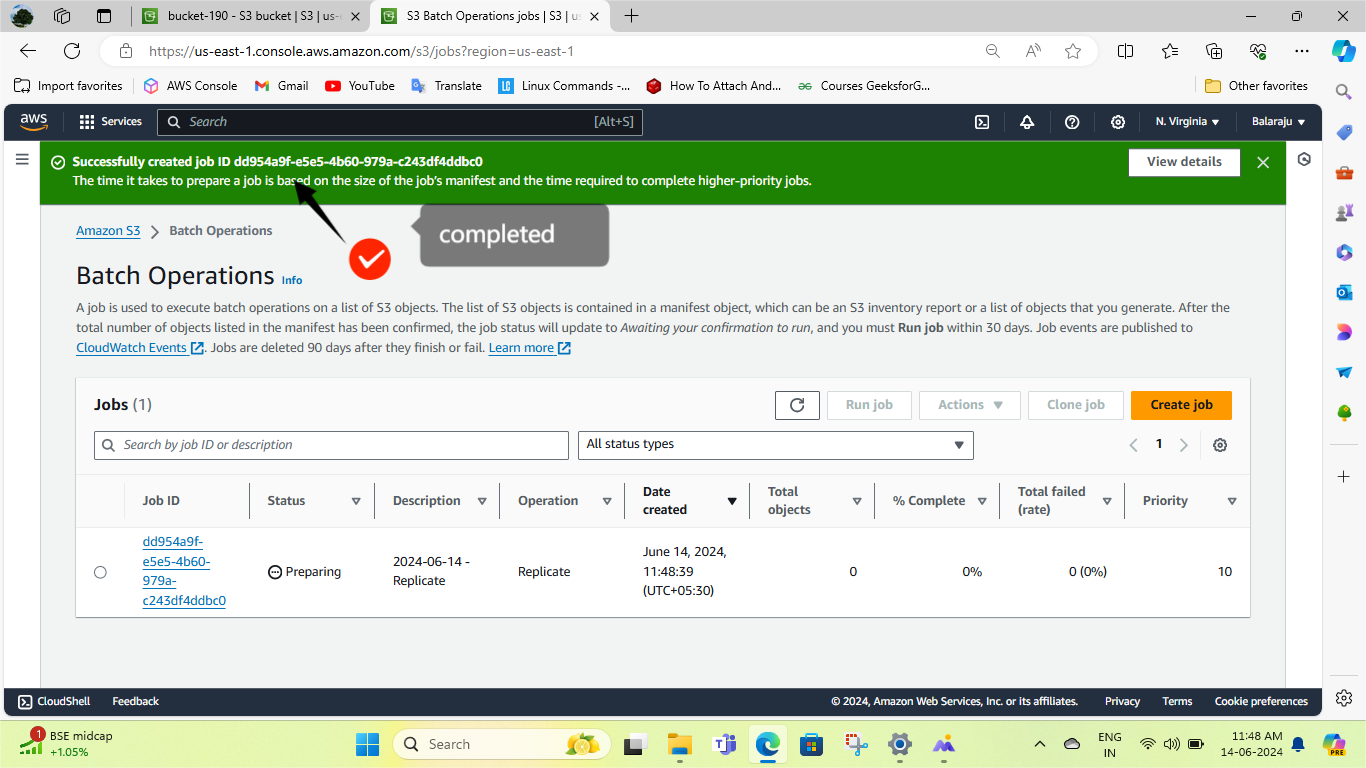 bucket-190 - S3 bucket | S3 | us-
S3 Batch Operations jobs | S3 | us
https://us-east-1.console.aws.amazon.com/s3/jobs?region=us-east-1
Import favorites
AWS Console
Gmail
YouTube
Translate
LC Linux Commands -...
How To Attach And...
Courses GeeksforG...
Other favorites
aws
Services
Search
[Alt+S]
N. Virginia
Balaraju
Successfully created job ID dd954a9f-e5e5-4b60-979a-c243df4ddbc0
The time it takes to prepare a job is based on the size of the job's manifest and the time required to complete higher-priority jobs.
View details
completed
Amazon S3
Batch Operations
Batch Operations
Info
A job is used to execute batch operations on a list of S3 objects. The list of S3 objects is contained in a manifest object, which can be an S3 inventory report or a list of objects that you generate. After the
total number of objects listed in the manifest has been confirmed, the job status will update to Awaiting your confirmation to run, and you must Run job within 30 days. Job events are published to
CloudWatch Events. Jobs are deleted 90 days after they finish or fail. Learn more
Jobs (1)
Run job
Actions
Clone job
Create job
Search by job ID or description
All status types
1
Job ID
Status
Description
Operation
Date
created
Total
objects
% Complete
Total failed
(rate)
Priority
dd954a9f-
e5e5-4b60-
979a-
c243df4ddbc0
Preparing
2024-06-14 -
Replicate
Replicate
June 14, 2024,
11:48:39
(UTC+05:30)
0
0%
0 (0%)
10
CloudShell
Feedback
© 2024, Amazon Web Services, Inc. or its affiliates.
Privacy
Terms
Cookie preferences
1
BSE midcap
+1.05%
Search
ENG
IN
11:48 AM
14-06-2024
PRE